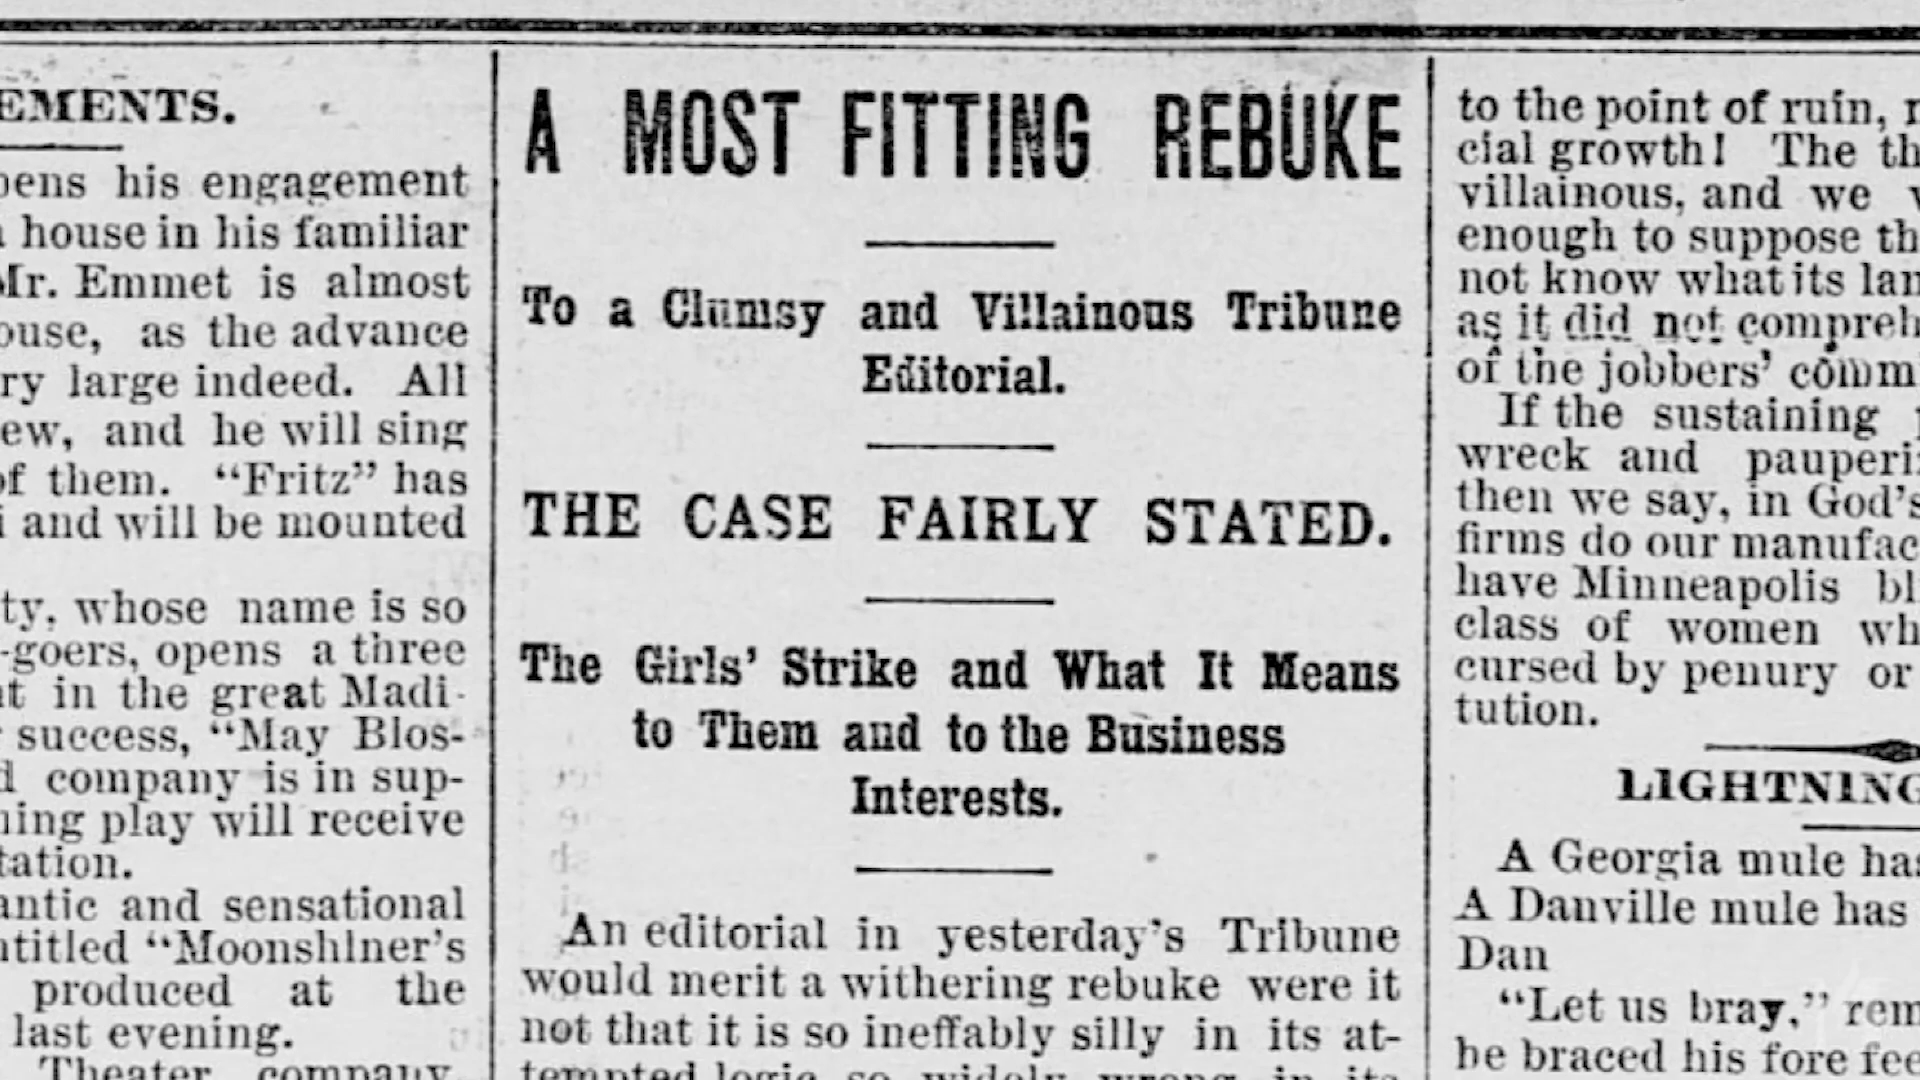 EMENTS.
his engagement
house in his familiar
Mr. Emmet is almost
ouse, as the advance
ry large indeed. All
ew, and he will sing
of them. "Fritz" has
and will be mounted
ty, whose name is so
-goers, opens a three
in the great Madi-
success, "May Blos-
company is in sup-
ning play will receive
tation.
antic and sensational
ntitled "Moonshiner's
produced at the
last evening.
Theater company,
A MOST FITTING REBUKE
To a Clumsy and Villainous Tribune
Editorial.
THE CASE FAIRLY STATED.
The Girls' Strike and What It Means
to Them and to the Business
Interests.
An editorial in yesterday's Tribune
would merit a withering rebuke were it
not that it is so ineffably silly in its at-
tempted logic, so widely wrong in its
to the point of ruin,
cial growth! The th
villainous, and we
enough to suppose th
not know what its lan
as it did not compreh
of the jobbers' comm
If the sustaining
wreck and pauperi
then we say, in God's
firms do our manufac
have Minneapolis bl
class of women wh
cursed by penury or
tution.
LIGHTNING
A Georgia mule has
A Danville mule has
Dan
"Let us bray," rem
he braced his fore fee